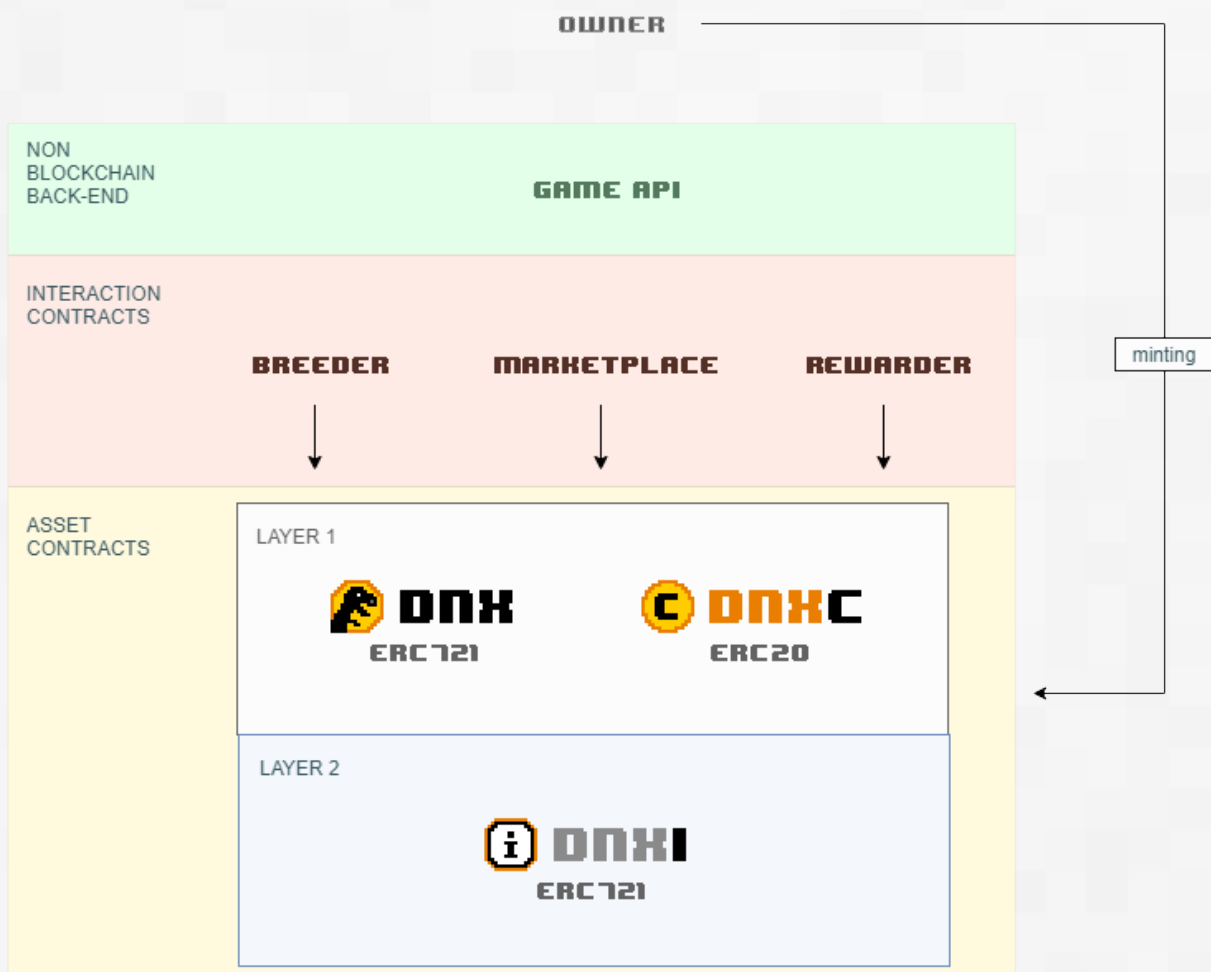 OWNER
NON
BLOCKCHAIN
BACK-END
GAME API
INTERACTION
CONTRACTS
BREEDER
MARKETPLACE
REWARDER
minting
ASSET
CONTRACTS
LAYER 1
DNX
C DNXC
ERC721
ERC20
LAYER 2
i DNXI
ERC721